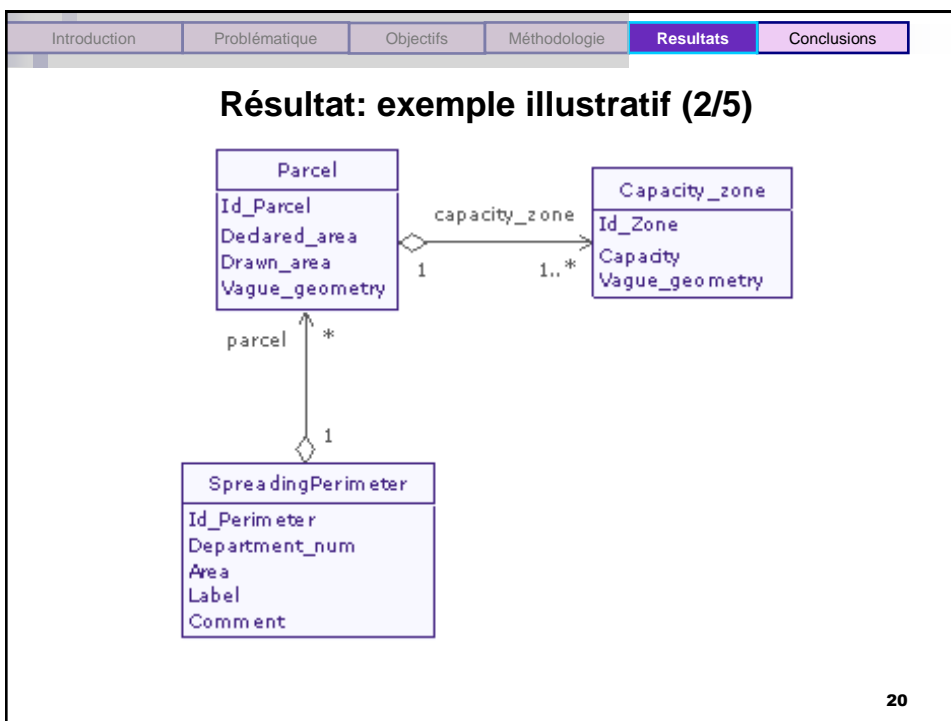 Introduction Problématique Objectifs Méthodologie Resultats Conclusions
Résultat: exemple illustratif (2/5)
Parcel
Id_Parcel
Declared_area
Drawn_area
Vague_geometry
capacity_zone
1
1..*
Capacity_zone
Id_Zone
Capacity
Vague_geometry
parcel
*
1
SpreadingPerimeter
Id_Perimeter
Department_num
Area
Label
Comment
20